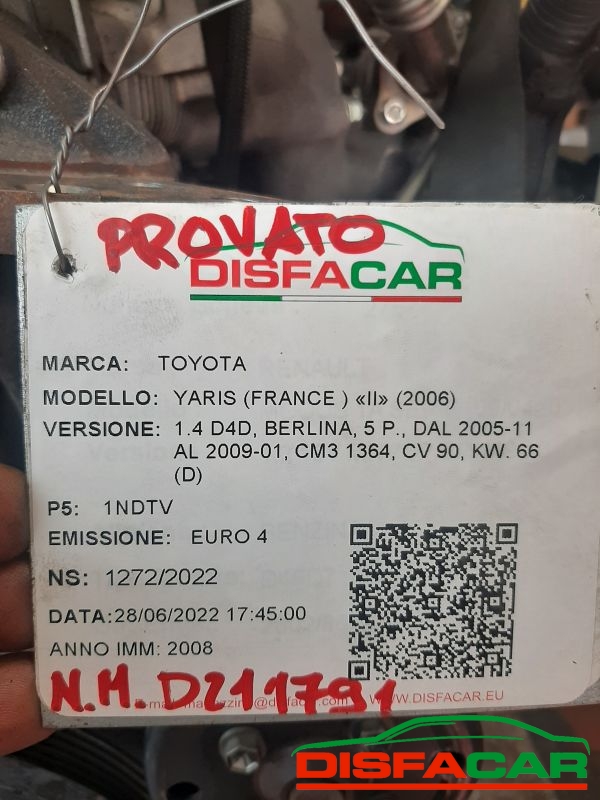 PROVATO
DISFACAR
MARCA: TOYOTA
MODELLO: YARIS (FRANCE ) «II» (2006)
VERSIONE: 1.4 D4D, BERLINA, 5 P., DAL 2005-11
AL 2009-01, CM3 1364, CV 90, KW. 66
(D)
P5: 1NDTV
EMISSIONE: EURO 4
NS: 1272/2022
DATA:28/06/2022 17:45:00
ANNO IMM: 2008
N.M. D211791
WWW.DISFACAR.EU
DISFACAR